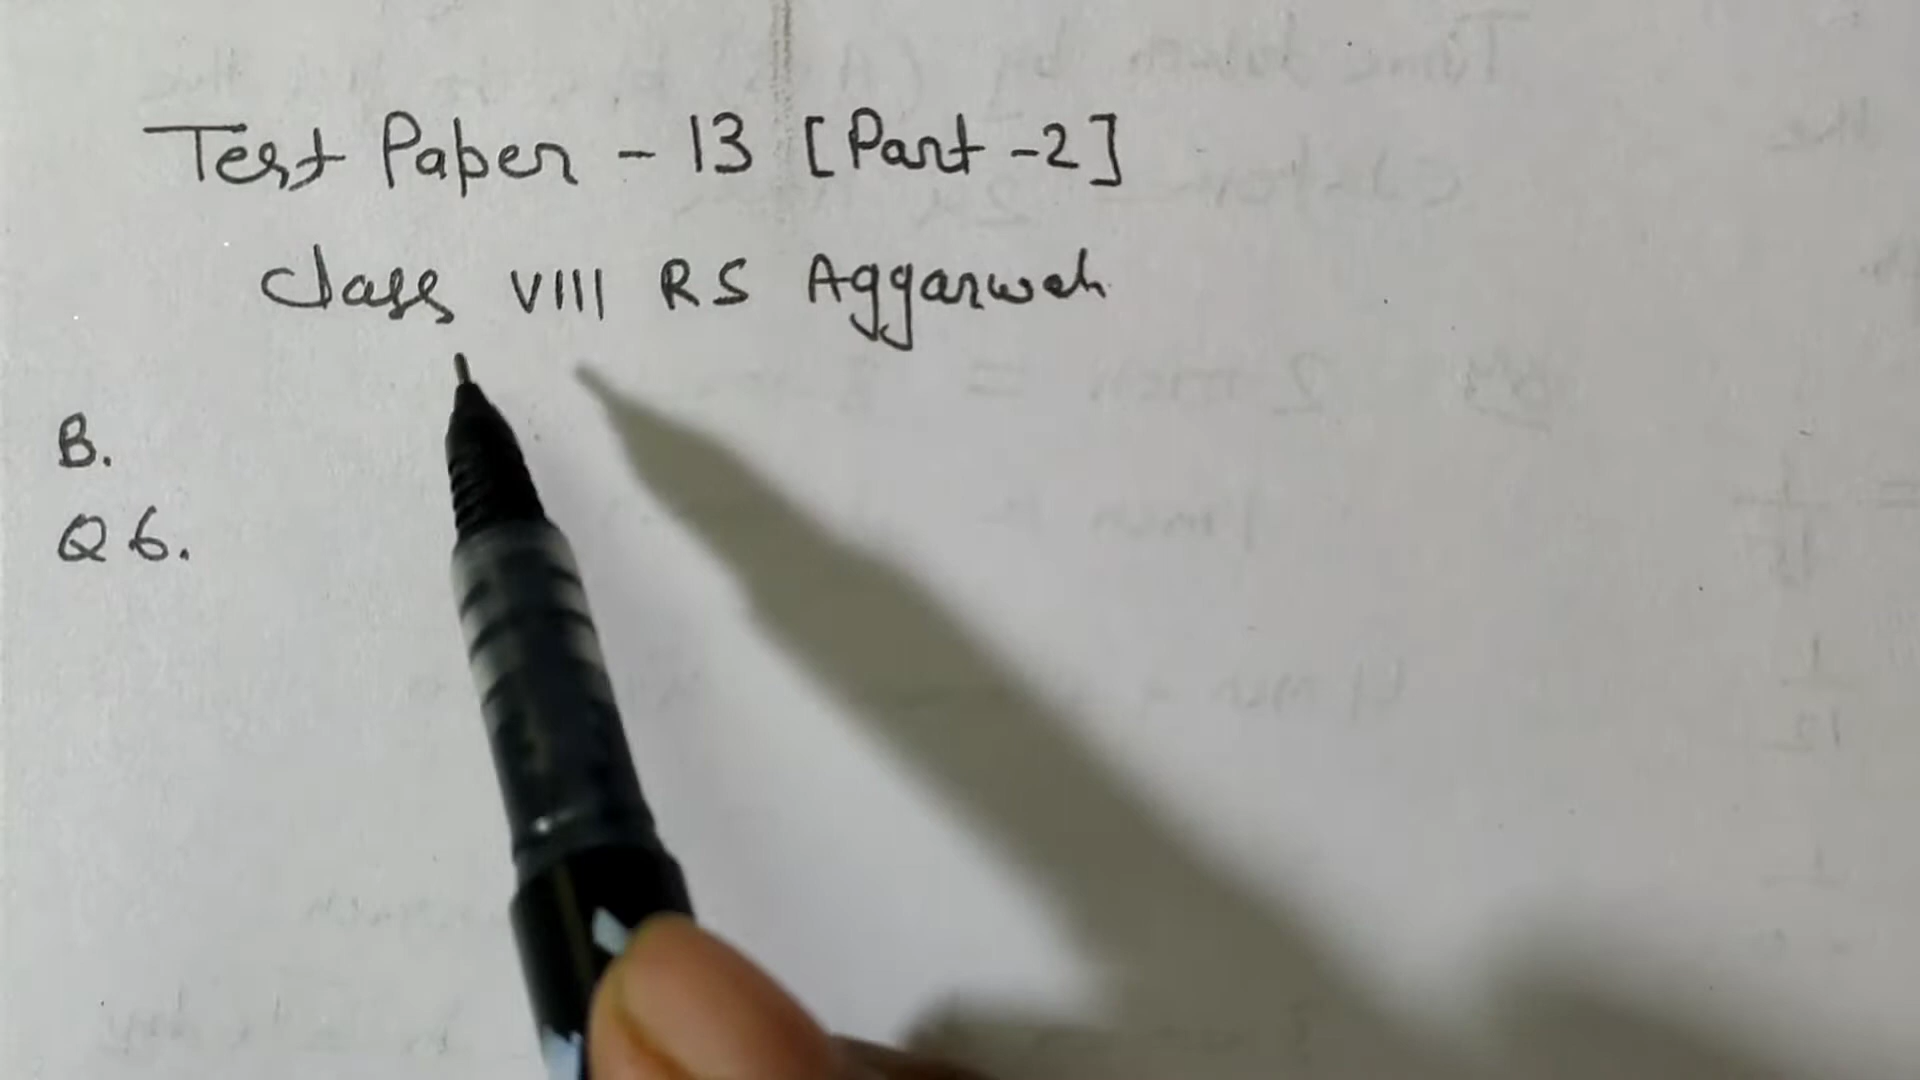 Test Paper - 13 [Part -2]
Class VIII RS Aggarwal
B.
Q 6.